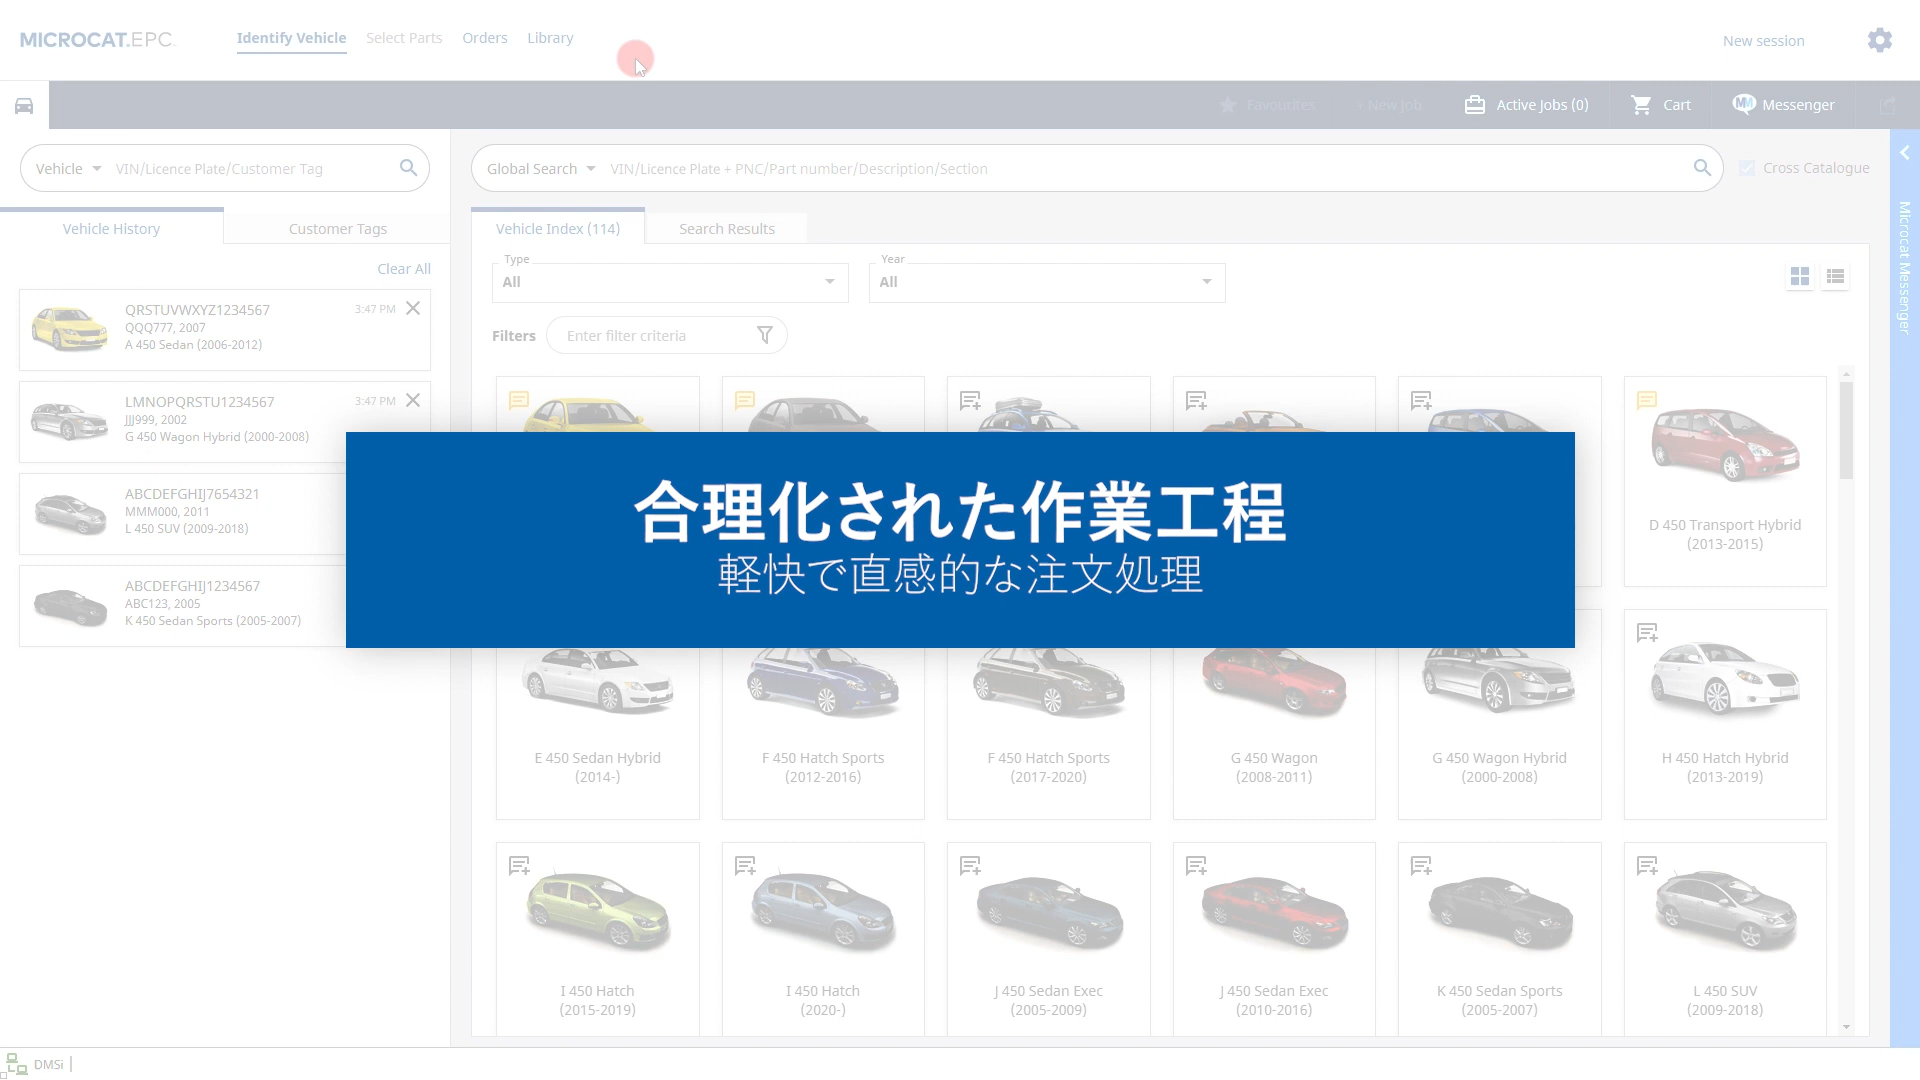 MICROCAT.EPC
Identify Vehicle
Select Parts
Orders
Library
New session
Favourites
+ New Job
Active Jobs (0)
Cart
Messenger
Vehicle
VIN/Licence Plate/Customer Tag
Global Search
VIN/Licence Plate + PNC/Part number/Description/Section
Cross Catalogue
Microcat Messenger
Vehicle History
Customer Tags
Clear All
QRSTUVWXYZ1234567
3:47 PM
QQQ777, 2007
A 450 Sedan (2006-2012)
LMNOPQRSTU1234567
3:47 PM
JJJ999, 2002
G 450 Wagon Hybrid (2000-2008)
ABCDEFGHIJ7654321
MMM000, 2011
L 450 SUV (2009-2018)
ABCDEFGHIJ1234567
ABC123, 2005
K 450 Sedan Sports (2005-2007)
Vehicle Index (114)
Search Results
Type
All
Year
All
Filters
Enter filter criteria
D 450 Transport Hybrid
(2013-2015)
合理化された作業工程
軽快で直感的な注文処理
E 450 Sedan Hybrid
(2014-)
F 450 Hatch Sports
(2012-2016)
F 450 Hatch Sports
(2017-2020)
G 450 Wagon
(2008-2011)
G 450 Wagon Hybrid
(2000-2008)
H 450 Hatch Hybrid
(2013-2019)
I 450 Hatch
(2015-2019)
I 450 Hatch
(2020-)
J 450 Sedan Exec
(2005-2009)
J 450 Sedan Exec
(2010-2016)
K 450 Sedan Sports
(2005-2007)
L 450 SUV
(2009-2018)
DMSi